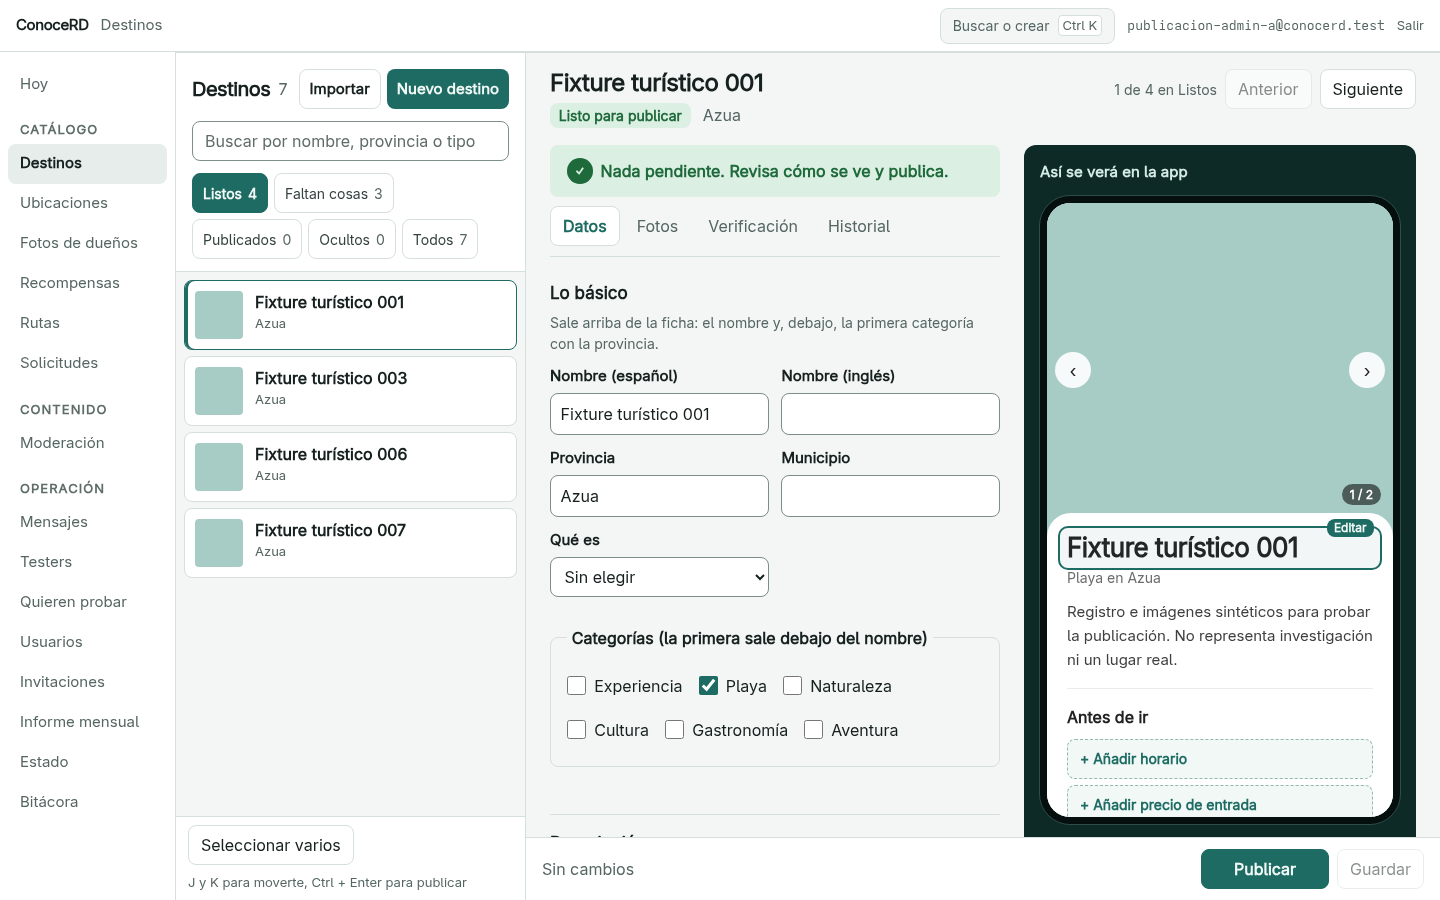 ConoceRD Destinos
Buscar o crear Ctrl K
publicacion-admin-a@conocerd.test
Salir
Hoy
CATÁLOGO
Destinos
Ubicaciones
Fotos de dueños
Recompensas
Rutas
Solicitudes
CONTENIDO
Moderación
OPERACIÓN
Mensajes
Testers
Quieren probar
Usuarios
Invitaciones
Informe mensual
Estado
Bitácora
Destinos 7
Importar
Nuevo destino
Buscar por nombre, provincia o tipo
Listos 4
Faltan cosas 3
Publicados 0
Ocultos 0
Todos 7
Fixture turístico 001
Azua
Fixture turístico 003
Azua
Fixture turístico 006
Azua
Fixture turístico 007
Azua
Seleccionar varios
J y K para moverte, Ctrl + Enter para publicar
Fixture turístico 001
Listo para publicar
Azua
1 de 4 en Listos
Anterior
Siguiente
Nada pendiente. Revisa cómo se ve y publica.
Datos
Fotos
Verificación
Historial
Lo básico
Sale arriba de la ficha: el nombre y, debajo, la primera categoría
con la provincia.
Nombre (español)
Fixture turístico 001
Nombre (inglés)
Provincia
Azua
Municipio
Qué es
Sin elegir
Categorías (la primera sale debajo del nombre)
Experiencia
Playa
Naturaleza
Cultura
Gastronomía
Aventura
Así se verá en la app
‹
›
1 / 2
Editar
Fixture turístico 001
Playa en Azua
Registro e imágenes sintéticos para probar
la publicación. No representa investigación
ni un lugar real.
Antes de ir
+ Añadir horario
+ Añadir precio de entrada
Sin cambios
Publicar
Guardar